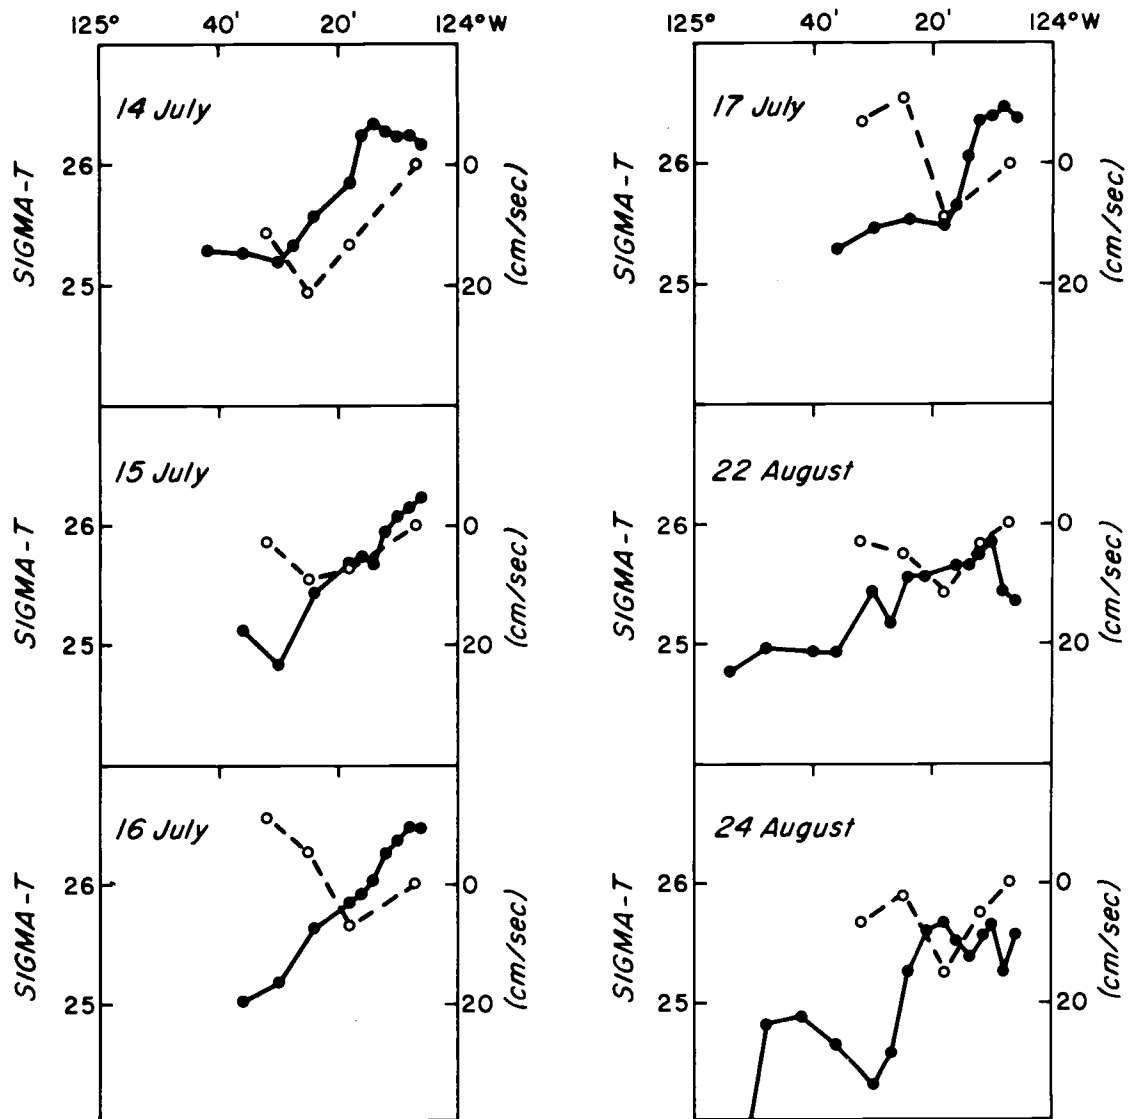 125° 40' 20' 124°W
125° 40' 20' 124°W
14 July
SIGMA-T
26
25
0
20
(cm/sec)
17 July
SIGMA-T
26
25
0
20
(cm/sec)
15 July
SIGMA-T
26
25
0
20
(cm/sec)
22 August
SIGMA-T
26
25
0
20
(cm/sec)
16 July
SIGMA-T
26
25
0
20
(cm/sec)
24 August
SIGMA-T
26
25
0
20
(cm/sec)